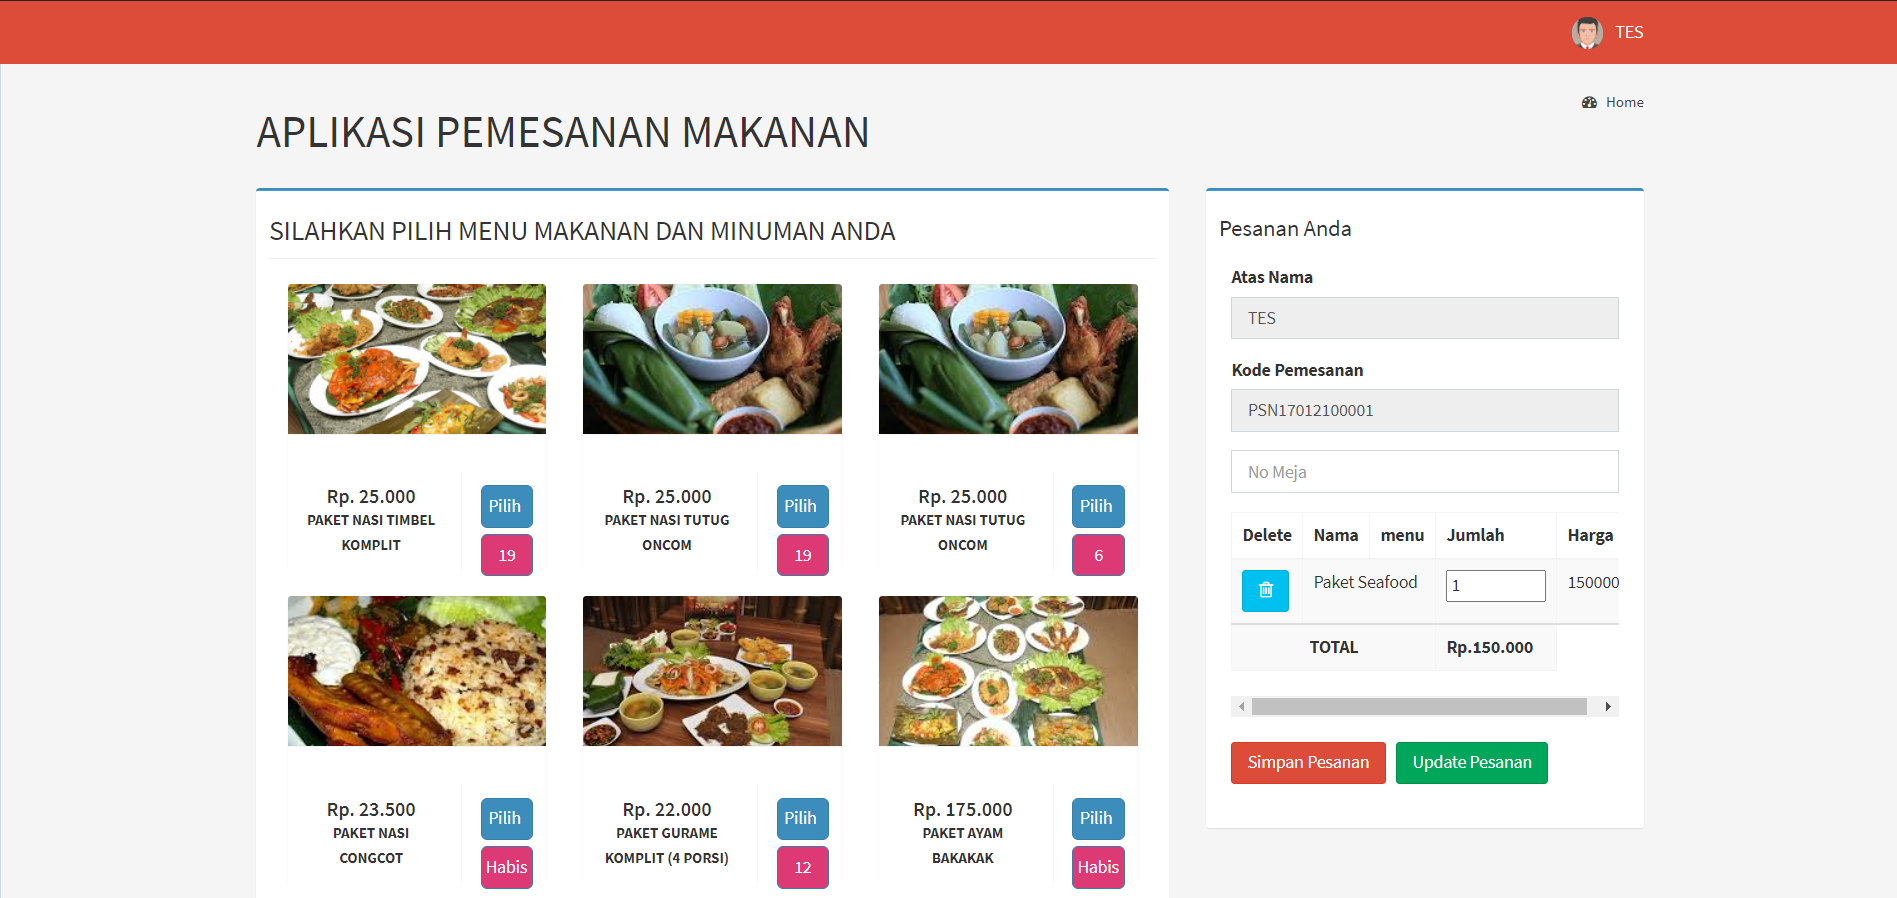 TES
Home
APLIKASI PEMESANAN MAKANAN
SILAHKAN PILIH MENU MAKANAN DAN MINUMAN ANDA
Rp. 25.000
PAKET NASI TIMBEL
KOMPLIT
Pilih
19
Rp. 25.000
PAKET NASI TUTUG
ONCOM
Pilih
19
Rp. 25.000
PAKET NASI TUTUG
ONCOM
Pilih
6
Rp. 23.500
PAKET NASI
CONGCOT
Pilih
Habis
Rp. 22.000
PAKET GURAME
KOMPLIT (4 PORSI)
Pilih
12
Rp. 175.000
PAKET AYAM
BAKAKAK
Pilih
Habis
Pesanan Anda
Atas Nama
TES
Kode Pemesanan
PSN17012100001
No Meja
Delete Nama menu Jumlah Harga
Paket Seafood 1 150000
TOTAL Rp.150.000
Simpan Pesanan Update Pesanan